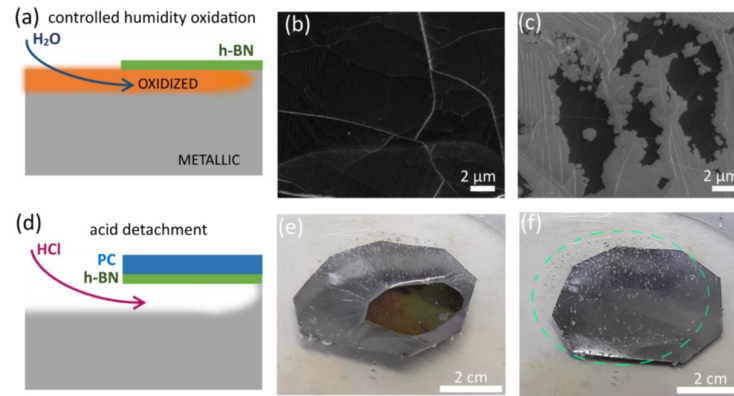 (a) controlled humidity oxidation
H₂O
h-BN
OXIDIZED
METALLIC
(b)
2 μm
(c)
2 μm
(d) acid detachment
HCl
PC
h-BN
(e)
2 cm
(f)
2 cm